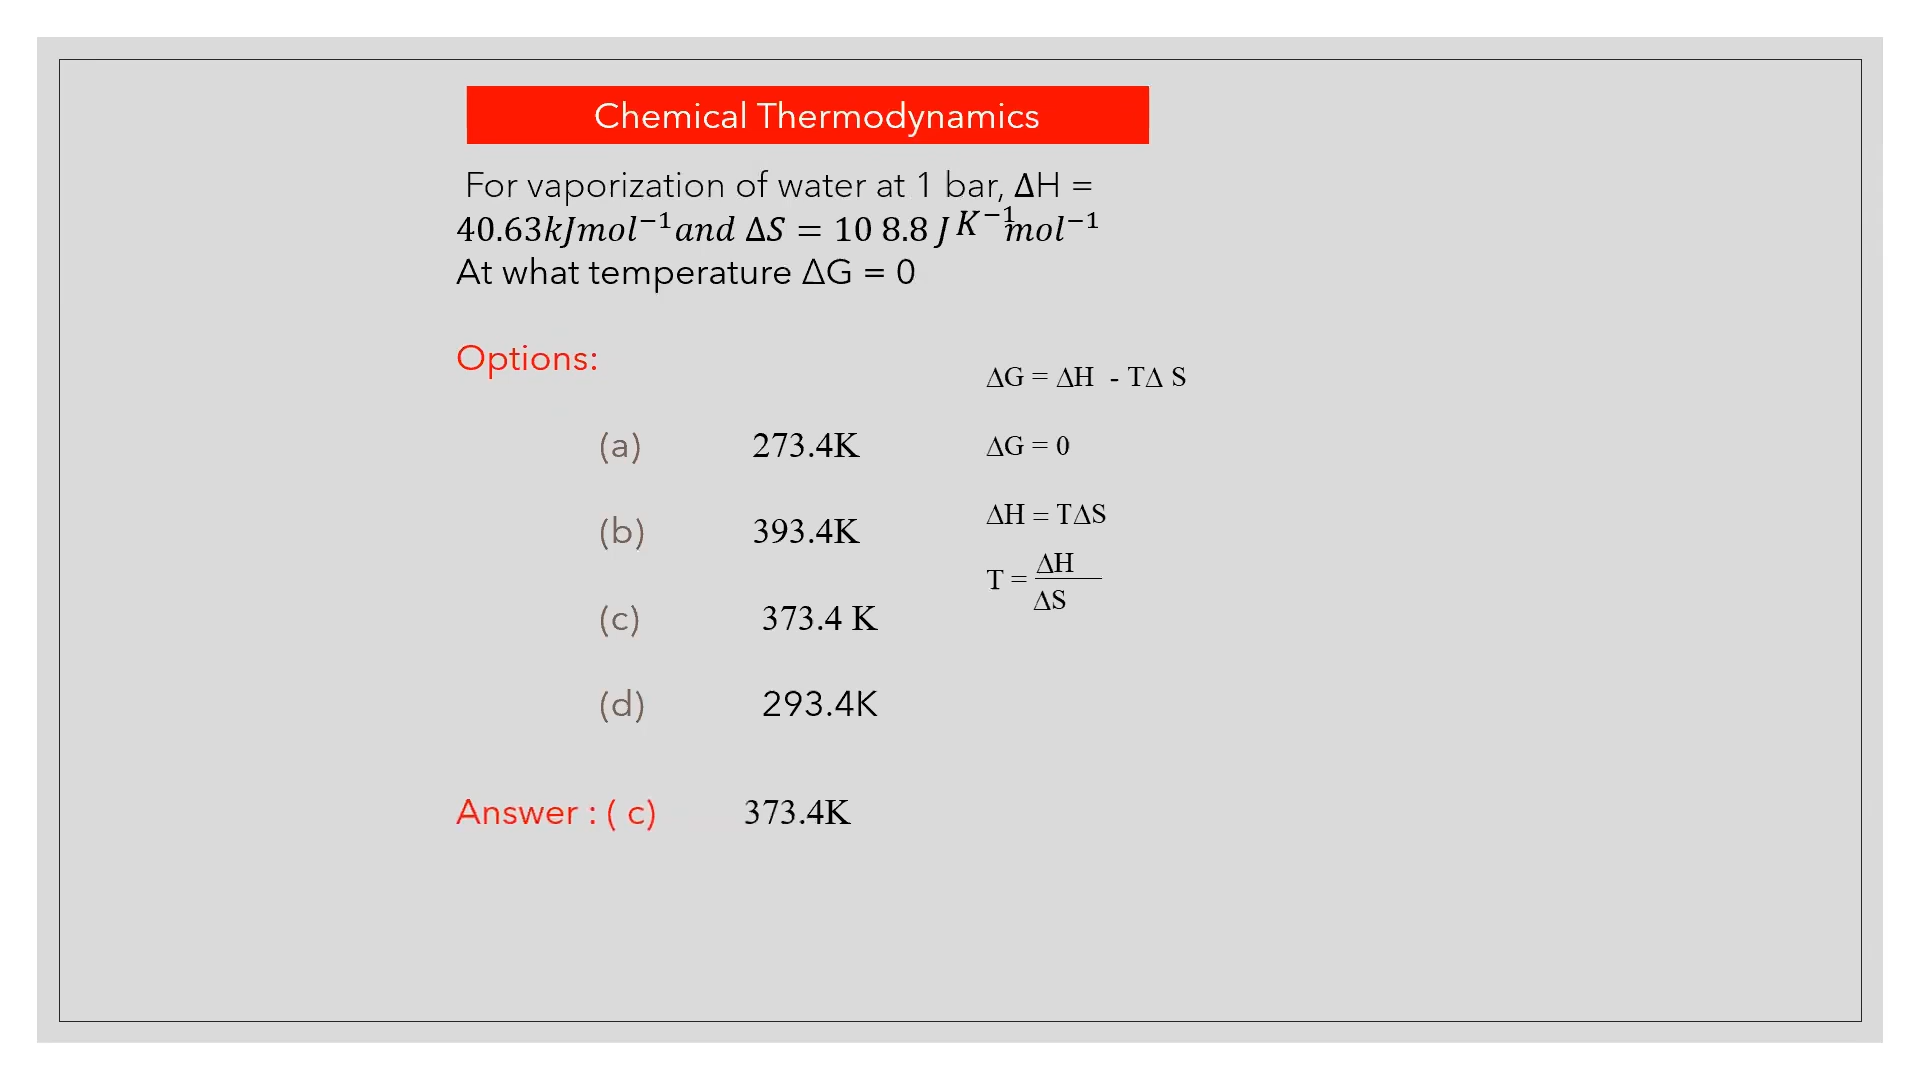 Chemical Thermodynamics
For vaporization of water at 1 bar, ΔH =
40.63kJmol⁻¹and ΔS = 10 8.8 J K⁻¹mol⁻¹
At what temperature ΔG = 0
Options:
ΔG = ΔH - TΔ S
(a) 273.4K
ΔG = 0
(b) 393.4K
ΔH = TΔS
T = ΔH
ΔS
(c) 373.4 K
(d) 293.4K
Answer : ( c) 373.4K